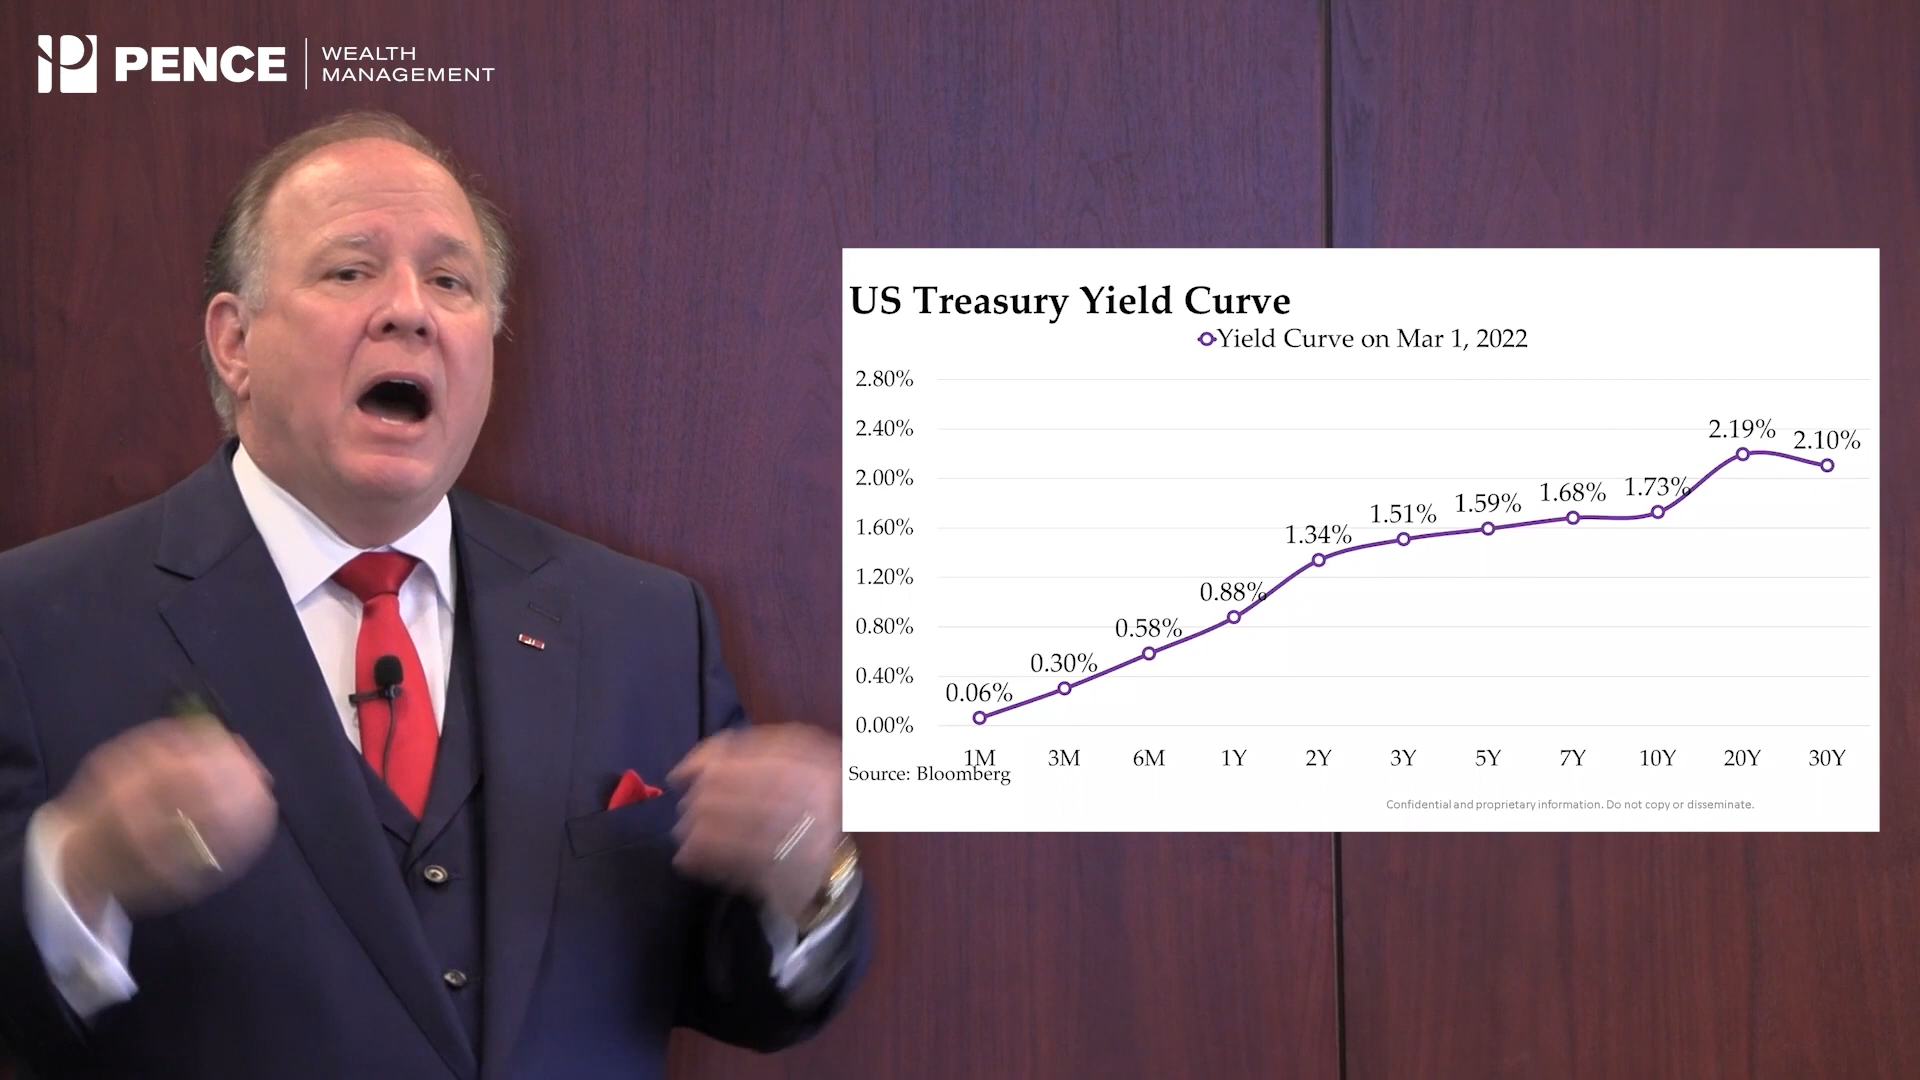 PENCE
WEALTH
MANAGEMENT
US Treasury Yield Curve
Yield Curve on Mar 1, 2022
2.80%
2.40%
2.00%
1.60%
1.20%
0.80%
0.40%
0.00%
0.06%
0.30%
0.58%
0.88%
1.34%
1.51%
1.59%
1.68%
1.73%
2.19%
2.10%
1M 3M 6M 1Y 2Y 3Y 5Y 7Y 10Y 20Y 30Y
Source: Bloomberg
Confidential and proprietary information. Do not copy or disseminate.